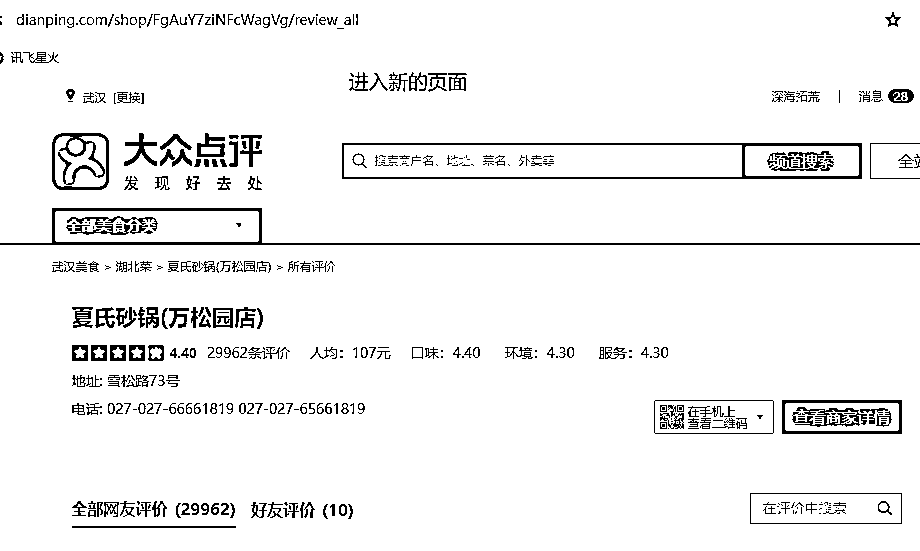 dianping.com/shop/FgAuY7ziNFcWagVg/review_all
讯飞星火
进入新的页面
武汉 [更换]
深海拓荒 | 消息 28
大众点评
发现好去处
搜索商户名、地址、菜名、外卖等
频道搜索
全站
全部美食分类
武汉美食 > 湖北菜 > 夏氏砂锅(万松园店) > 所有评价
夏氏砂锅(万松园店)
4.40 29962条评价 人均：107元 口味：4.40 环境：4.30 服务：4.30
地址: 雪松路73号
电话: 027-027-66661819 027-027-65661819
在手机上
查看二维码
查看商家详情
全部网友评价 (29962) 好友评价 (10)
在评价中搜索